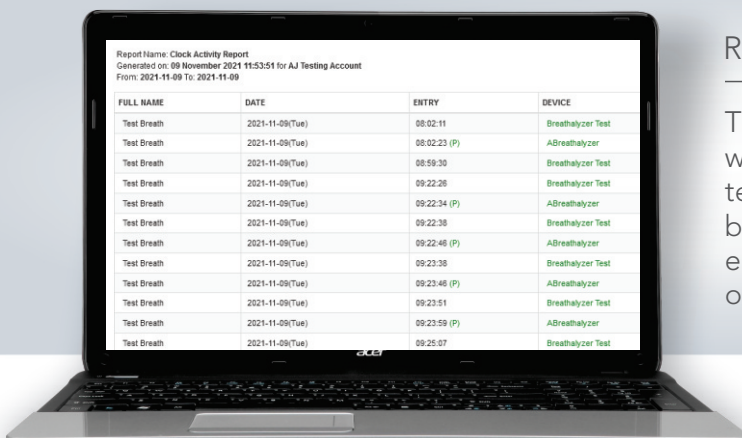 Report Name: Clock Activity Report
Generated on: 09 November 2021 11:53:51 for AJ Testing Account
From: 2021-11-09 To: 2021-11-09
FULL NAME DATE ENTRY DEVICE
Test Breath 2021-11-09(Tue) 08:02:11 Breathalyzer Test
Test Breath 2021-11-09(Tue) 08:02:23 (P) ABreathalyzer
Test Breath 2021-11-09(Tue) 08:59:30 Breathalyzer Test
Test Breath 2021-11-09(Tue) 09:22:26 Breathalyzer Test
Test Breath 2021-11-09(Tue) 09:22:34 (P) ABreathalyzer
Test Breath 2021-11-09(Tue) 09:22:38 Breathalyzer Test
Test Breath 2021-11-09(Tue) 09:22:46 (P) ABreathalyzer
Test Breath 2021-11-09(Tue) 09:23:38 Breathalyzer Test
Test Breath 2021-11-09(Tue) 09:23:46 (P) ABreathalyzer
Test Breath 2021-11-09(Tue) 09:23:51 Breathalyzer Test
Test Breath 2021-11-09(Tue) 09:23:59 (P) ABreathalyzer
Test Breath 2021-11-09(Tue) 09:25:07 Breathalyzer Test
acer
R
T
w
te
b
e
o